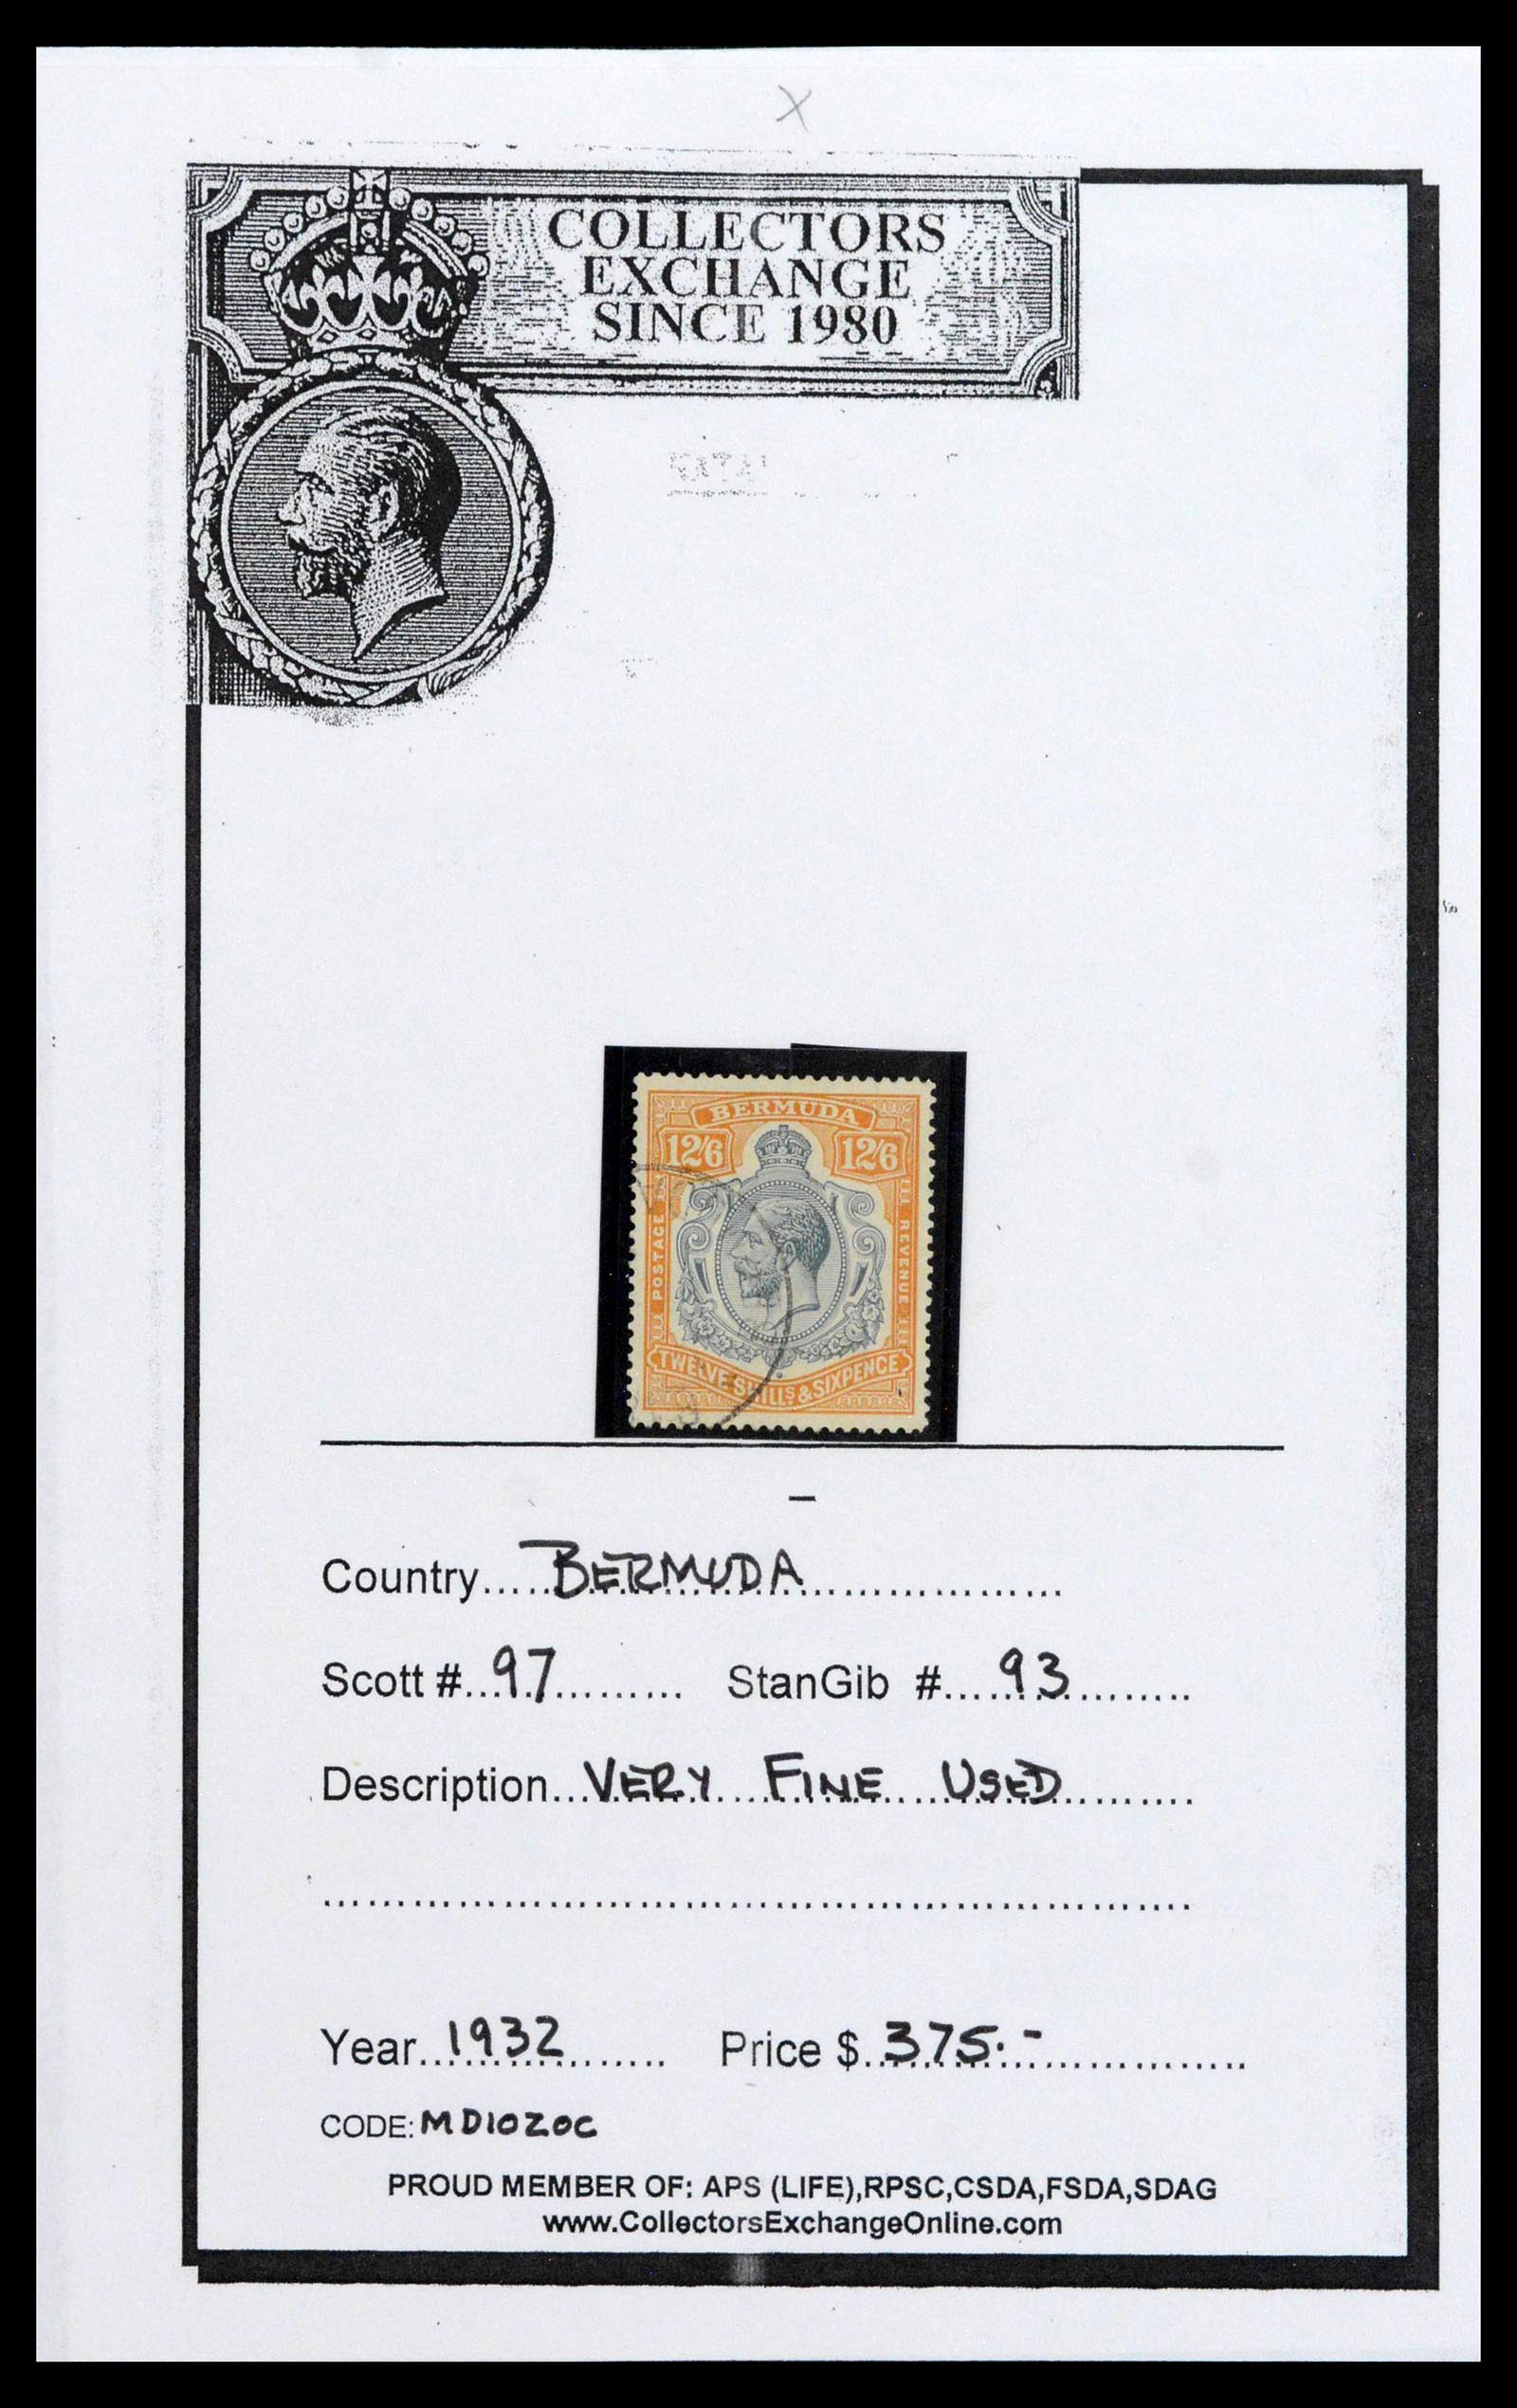 X
COLLECTORS
EXCHANGE
SINCE 1980
BERMUDA
12/6 12/6
POSTAGE REVENUE
TWELVE SHILLS & SIXPENCE
Country.....BERMUDA..................
Scott #...97......... StanGib #....93.........
Description...VERY FINE USED.......
Year..1932...... Price $.375.-..........
CODE: MD10ZOC
PROUD MEMBER OF: APS (LIFE),RPSC,CSDA,FSDA,SDAG
www.CollectorsExchangeOnline.com